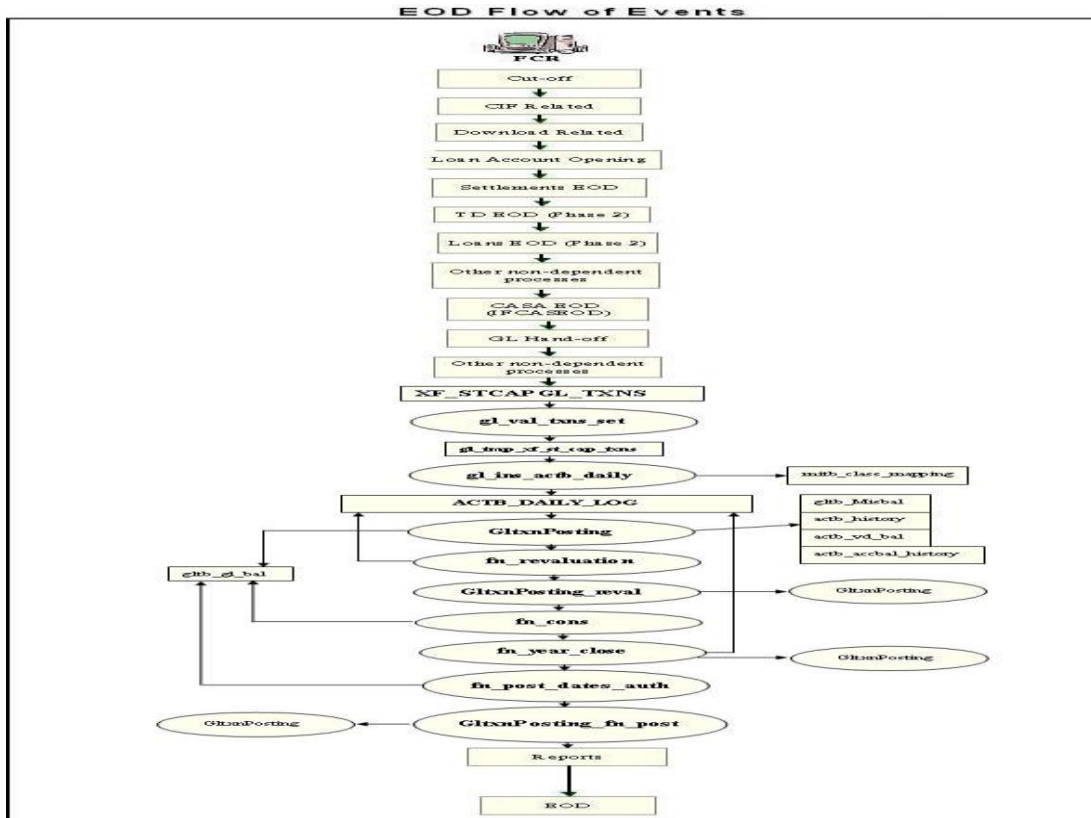 EOD Flow of Events
FCR
Cut-off
CIF Related
Download Related
Loan Account Opening
Settlements EOD
TD EOD (Phase 2)
Loans EOD (Phase 2)
Other non-dependent
processes
CASA EOD
(IFCASEOD)
GL Hand-off
Other non-dependent
processes
XF_STCAPGL_TXNS
gl_val_txns_set
gl_tmp_xf_st_cap_txns
gl_ins_actb_daily
mitb_class_mapping
ACTB_DAILY_LOG
gltb_Misbal
actb_history
actb_vd_bal
actb_accbal_history
GltxnPosting
fn_revaluation
gltb_gl_bal
GltxnPosting_reval
GltxnPosting
fn_cons
fn_year_close
GltxnPosting
fn_post_dates_auth
GltxnPosting
GltxnPosting_fn_post
Reports
EOD